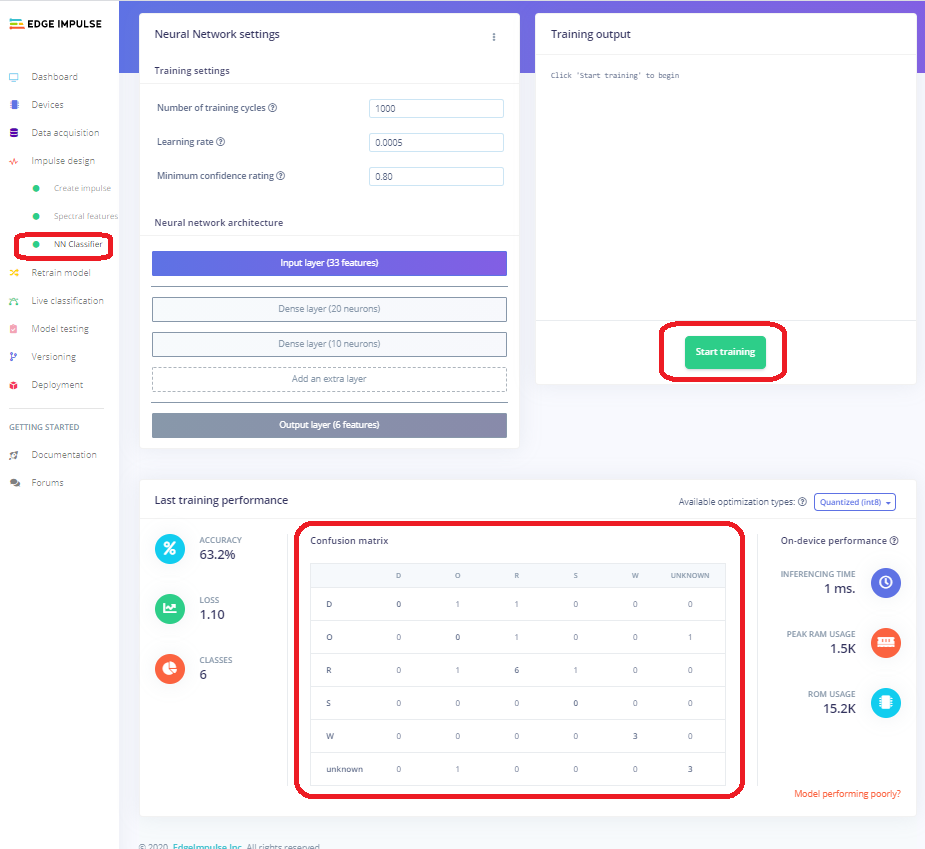 EDGE IMPULSE
Dashboard
Devices
Data acquisition
Impulse design
Create impulse
Spectral features
NN Classifier
Retrain model
Live classification
Model testing
Versioning
Deployment
GETTING STARTED
Documentation
Forums
Neural Network settings
Training settings
Number of training cycles
1000
Learning rate
0.0005
Minimum confidence rating
0.80
Neural network architecture
Input layer (33 features)
Dense layer (20 neurons)
Dense layer (10 neurons)
Add an extra layer
Output layer (6 features)
Training output
Click 'Start training' to begin
Start training
Last training performance
Available optimization types:
Quantized (int8)
ACCURACY
63.2%
LOSS
1.10
CLASSES
6
Confusion matrix
D O R S W UNKNOWN
D 0 1 1 0 0 0
O 0 0 1 0 0 1
R 0 1 6 1 0 0
S 0 0 0 0 0 0
W 0 0 0 0 3 0
unknown 0 1 0 0 0 3
On-device performance
INFERENCING TIME
1 ms.
PEAK RAM USAGE
1.5K
ROM USAGE
15.2K
Model performing poorly?
© 2020 EdgeImpulse Inc. All rights reserved